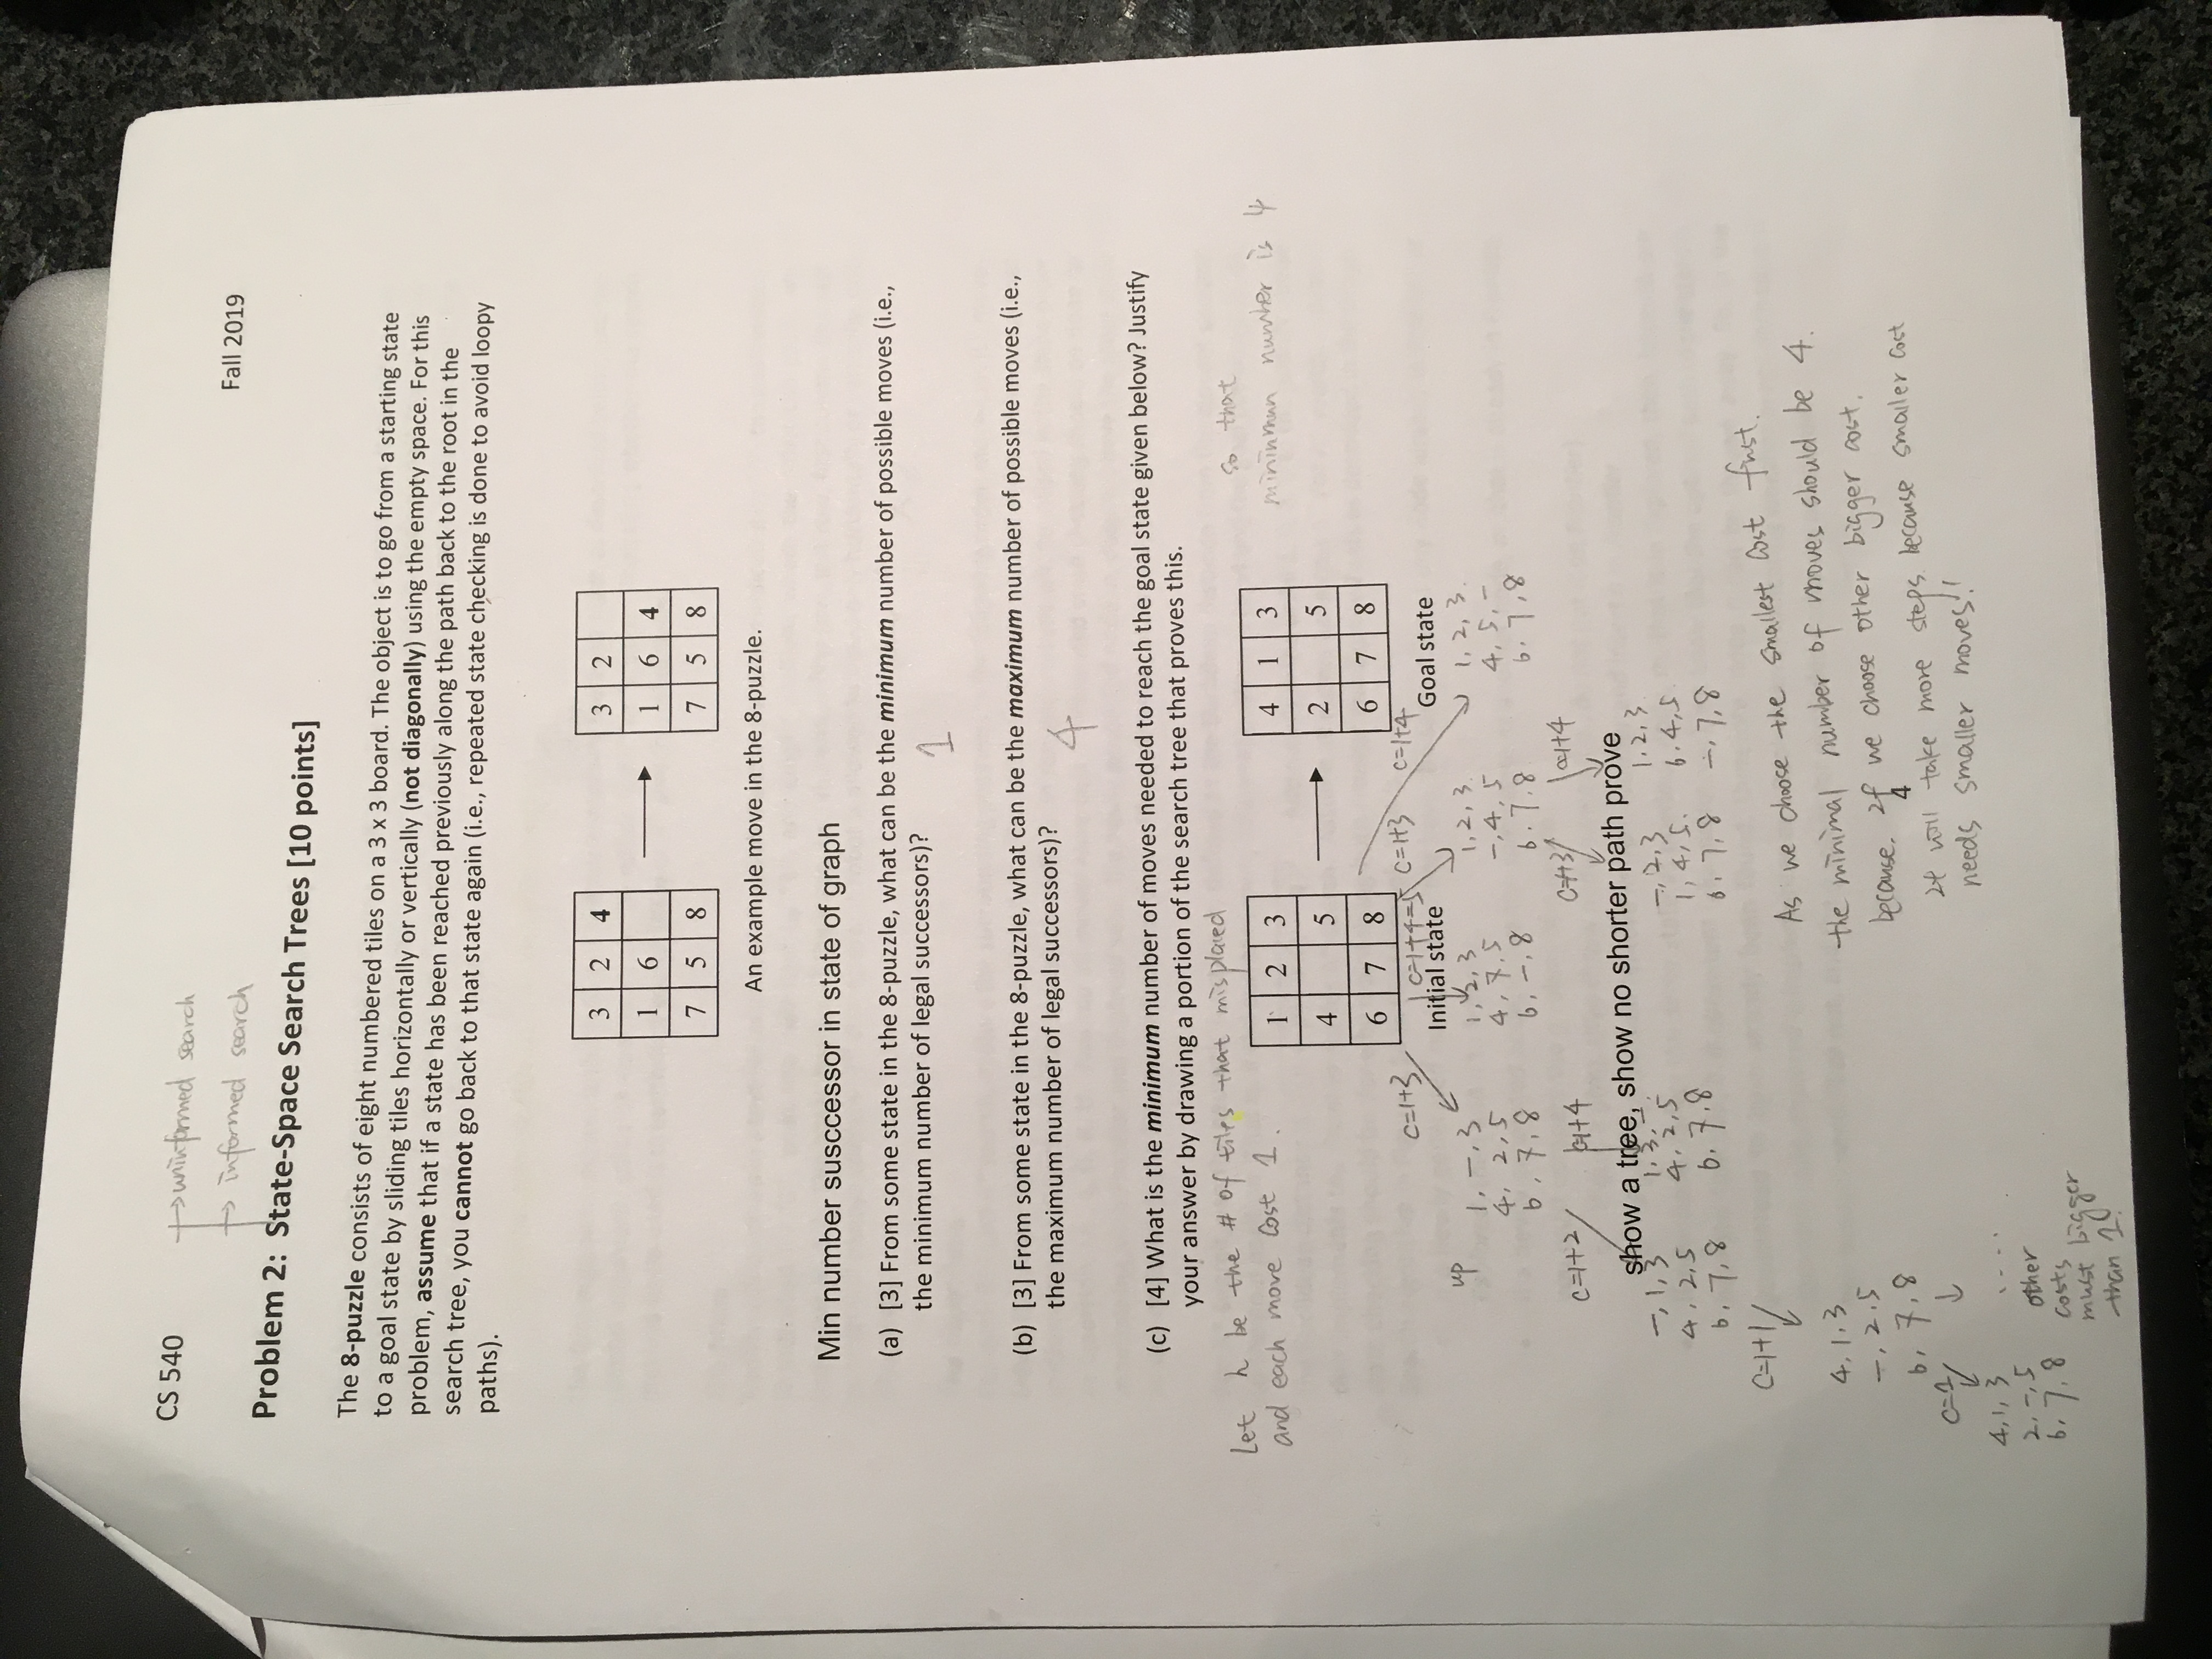 CS 540
→ uninformed search
→ informed search
Fall 2019
Problem 2: State-Space Search Trees [10 points]
The 8-puzzle consists of eight numbered tiles on a 3 x 3 board. The object is to go from a starting state
to a goal state by sliding tiles horizontally or vertically (not diagonally) using the empty space. For this
problem, assume that if a state has been reached previously along the path back to the root in the
search tree, you cannot go back to that state again (i.e., repeated state checking is done to avoid loopy
paths).
3 2 4
1 6
7 5 8
3 2
1 6 4
7 5 8
An example move in the 8-puzzle.
Min number susccessor in state of graph
(a) [3] From some state in the 8-puzzle, what can be the minimum number of possible moves (i.e.,
the minimum number of legal successors)?
1
(b) [3] From some state in the 8-puzzle, what can be the maximum number of possible moves (i.e.,
the maximum number of legal successors)?
4
(c) [4] What is the minimum number of moves needed to reach the goal state given below? Justify
your answer by drawing a portion of the search tree that proves this.
Let h be the # of tiles that misplaced
and each move cost 1.
so that
mininmun number is 4
1 2 3
4 5
6 7 8
4 1 3
2 5
6 7 8
c=1+3
c=1+4=5
c=1+3
c=1+4
Initial state
Goal state
up
1, -, 3
4, 2, 5
6, 7, 8
1, 2, 3
4, 7, 5
6, -, 8
1, 2, 3.
-, 4, 5
6. 7. 8
1, 2, 3.
4, 5, -
6. 7, 8
c=1+2
c=1+4
c=1+3
c=1+4
show a tree, show no shorter path prove
-, 1, 3
4, 2, 5
6, 7, 8
1, 3, -.
4, 2, 5
6, 7, 8
-, 2, 3
1, 4, 5.
6, 7, 8
1. 2, 3
6. 4, 5.
-, 7, 8
c=1+1
4, 1, 3
-, 2, 5
6, 7, 8
c=1
4, 1, 3
2, -, 5
6, 7, 8
.....
other
costs
must bigger
than 1.
As we choose the smallest cost first.
the minimal number of moves should be 4.
because. If we choose other bigger cost.
4
It will take more steps because smaller cost
needs smaller moves!!